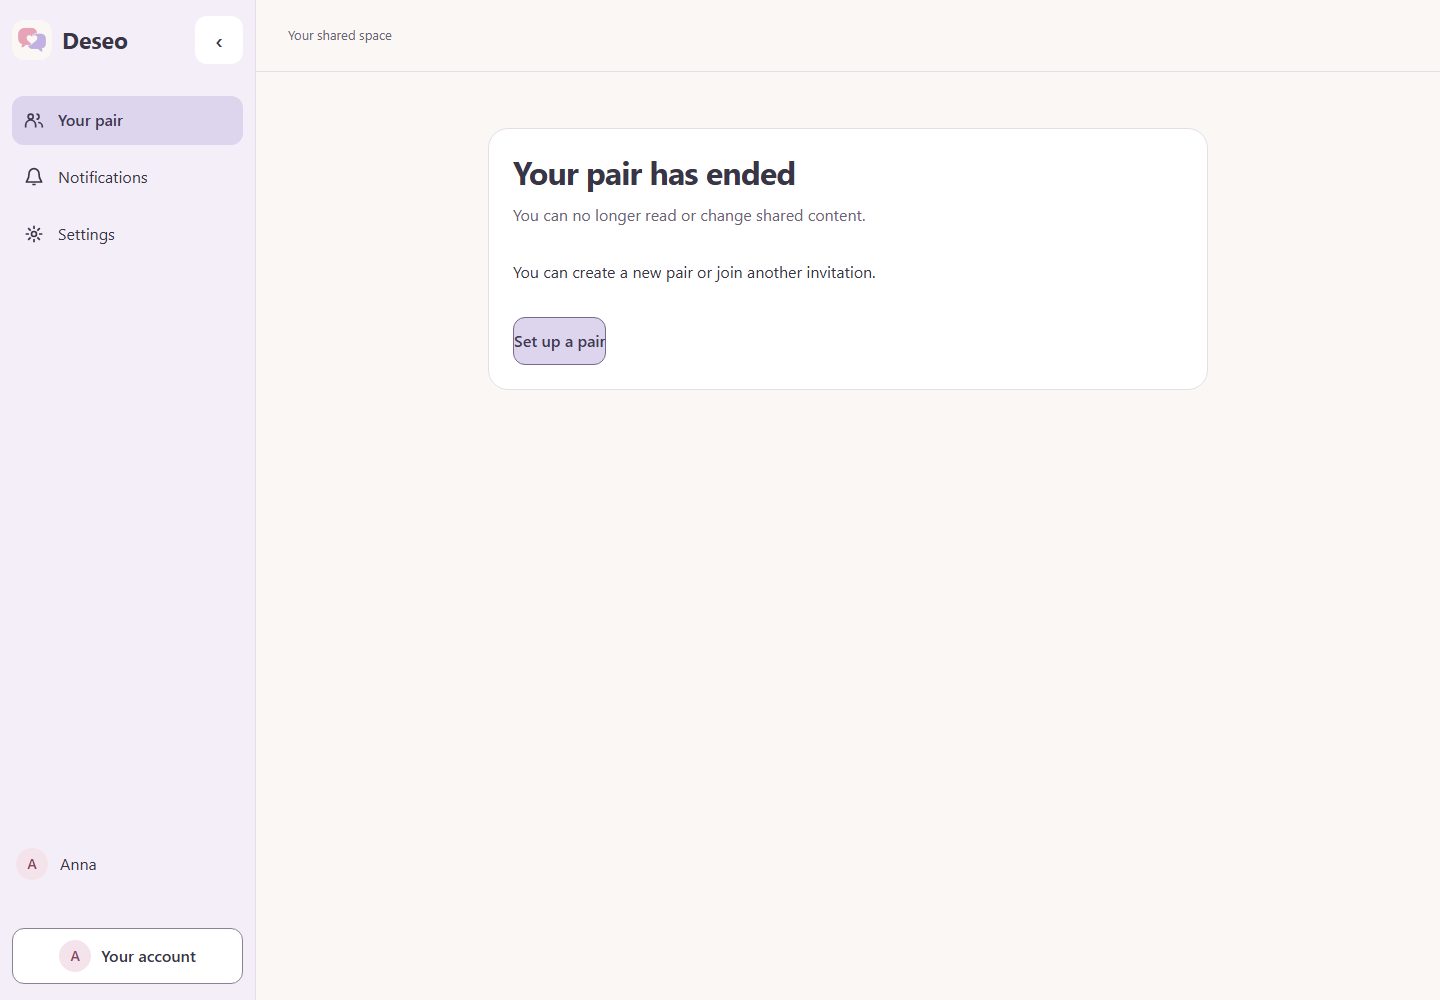 Deseo
‹
Your pair
Notifications
Settings
A Anna
A Your account
Your shared space
Your pair has ended
You can no longer read or change shared content.
You can create a new pair or join another invitation.
Set up a pair